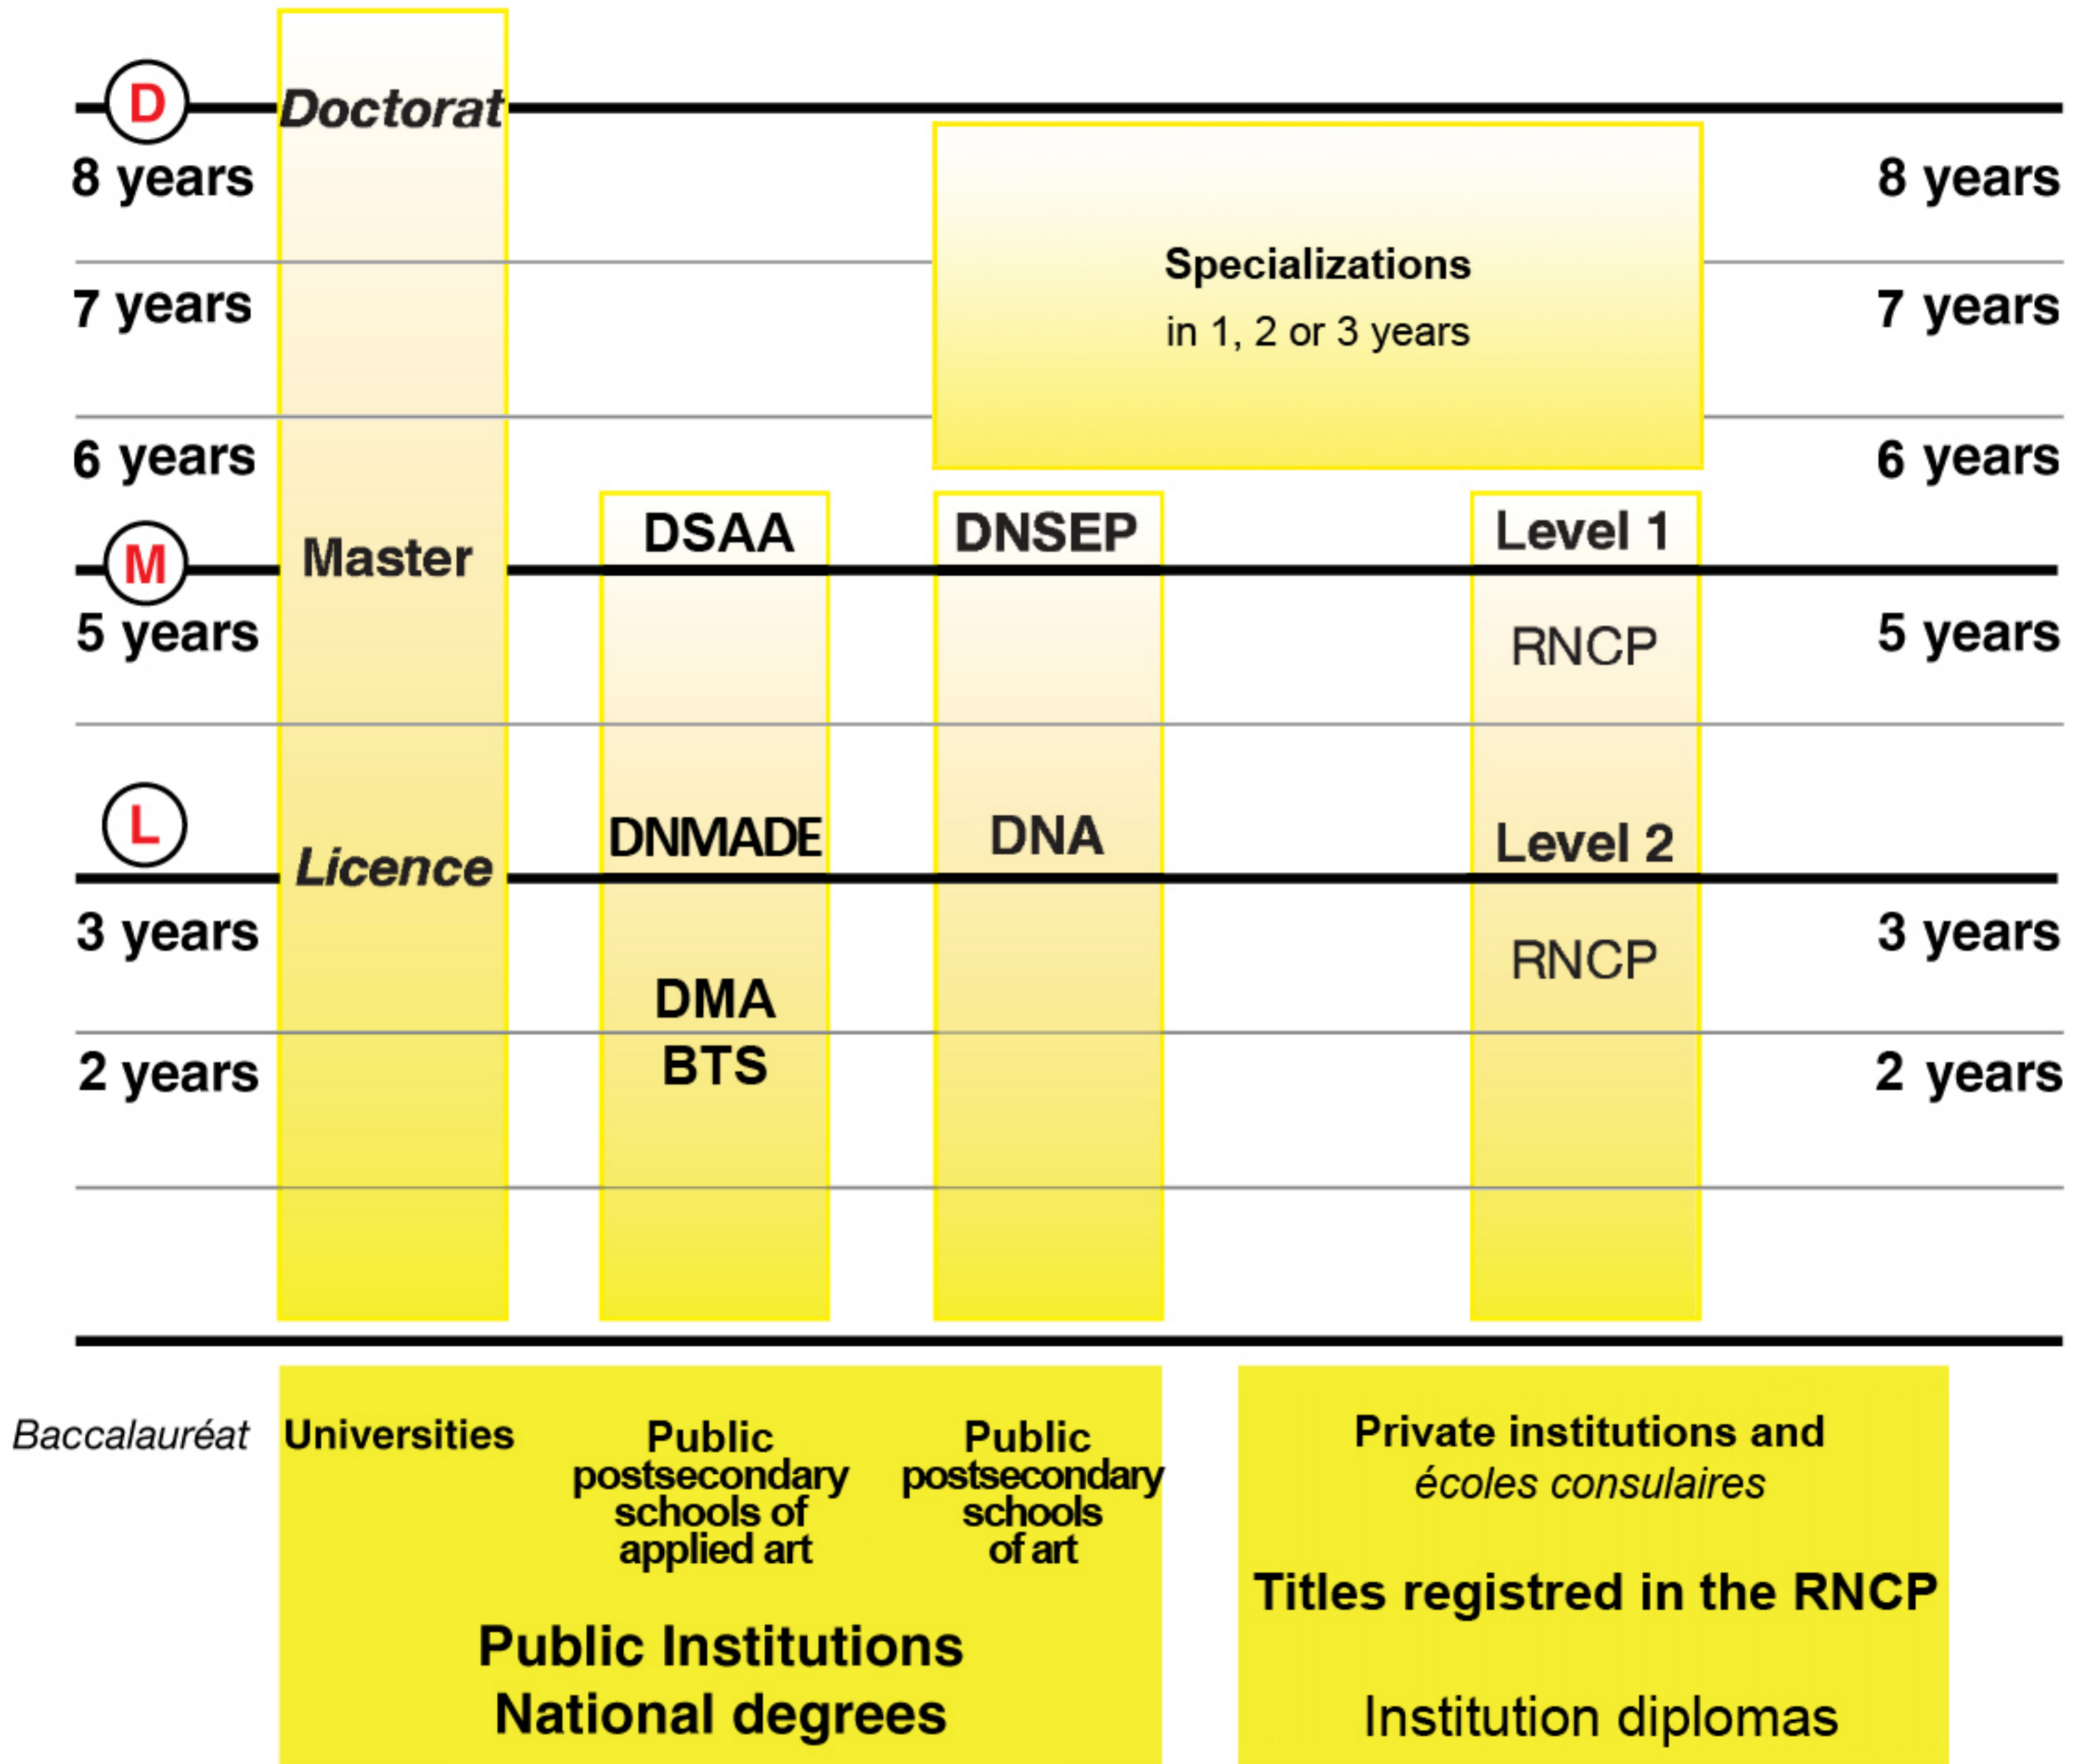 D
Doctorat
8 years
8 years
Specializations
7 years
7 years
in 1, 2 or 3 years
6 years
6 years
DSAA
DNSEP
Level 1
M
Master
5 years
RNCP
5 years
L
DNMADE
DNA
Level 2
Licence
3 years
3 years
RNCP
DMA
2 years
BTS
2 years
Baccalauréat
Universities
Public
postsecondary
schools of
applied art
Public
postsecondary
schools
of art
Public Institutions
National degrees
Private institutions and
écoles consulaires
Titles registred in the RNCP
Institution diplomas